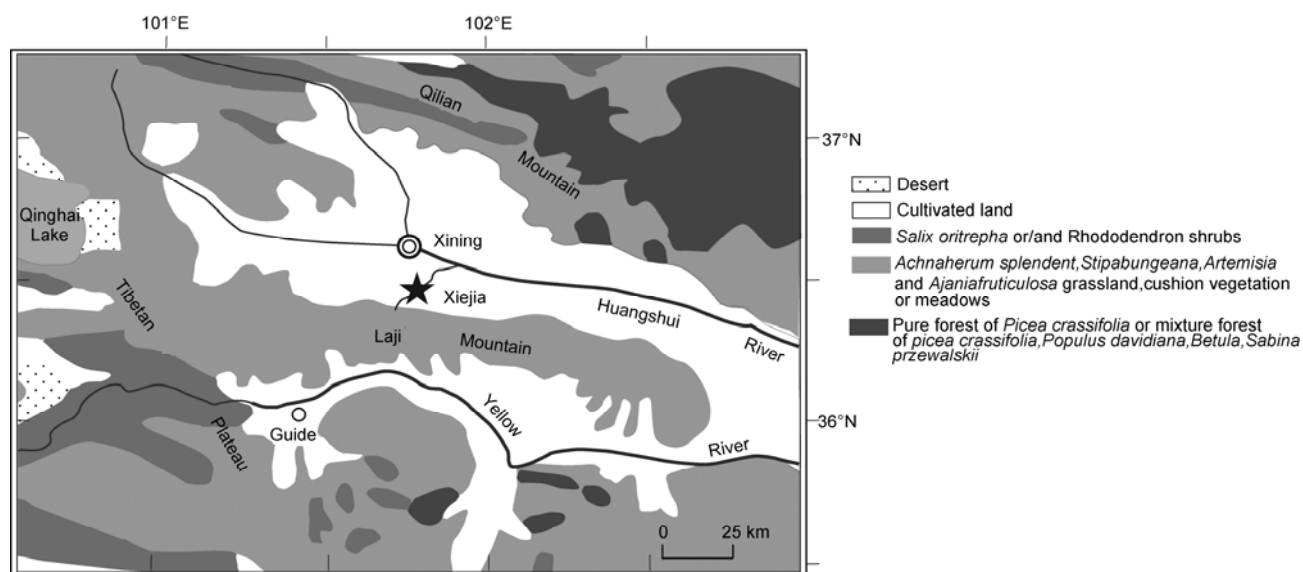 101°E
102°E
Qilian
Mountain
37°N
Qinghai
Lake
Xining
Xiejia
Tibetan
Plateau
Huangshui
River
Laji
Mountain
Yellow
River
Guide
36°N
0
25 km
Desert
Cultivated land
Salix oritrepha or/and Rhododendron shrubs
Achnaherum splendent,Stipabungeana,Artemisia
and Ajaniafruticulosa grassland,cushion vegetation
or meadows
Pure forest of Picea crassifolia or mixture forest
of picea crassifolia,Populus davidiana,Betula,Sabina
przewalskii